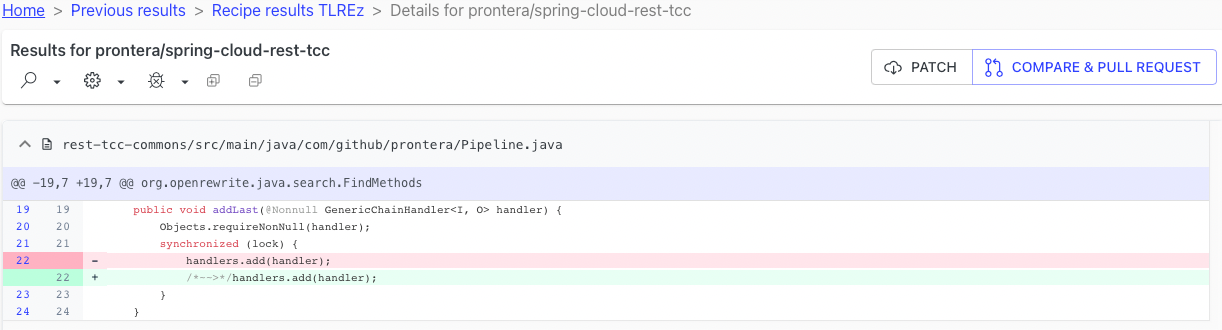 Home > Previous results > Recipe results TLREz > Details for prontera/spring-cloud-rest-tcc
Results for prontera/spring-cloud-rest-tcc
PATCH
COMPARE & PULL REQUEST
rest-tcc-commons/src/main/java/com/github/prontera/Pipeline.java
@@ -19,7 +19,7 @@ org.openrewrite.java.search.FindMethods
19 19 public void addLast(@Nonnull GenericChainHandler<I, O> handler) {
20 20 Objects.requireNonNull(handler);
21 21 synchronized (lock) {
22 - handlers.add(handler);
22 + /*~~>*/handlers.add(handler);
23 23 }
24 24 }